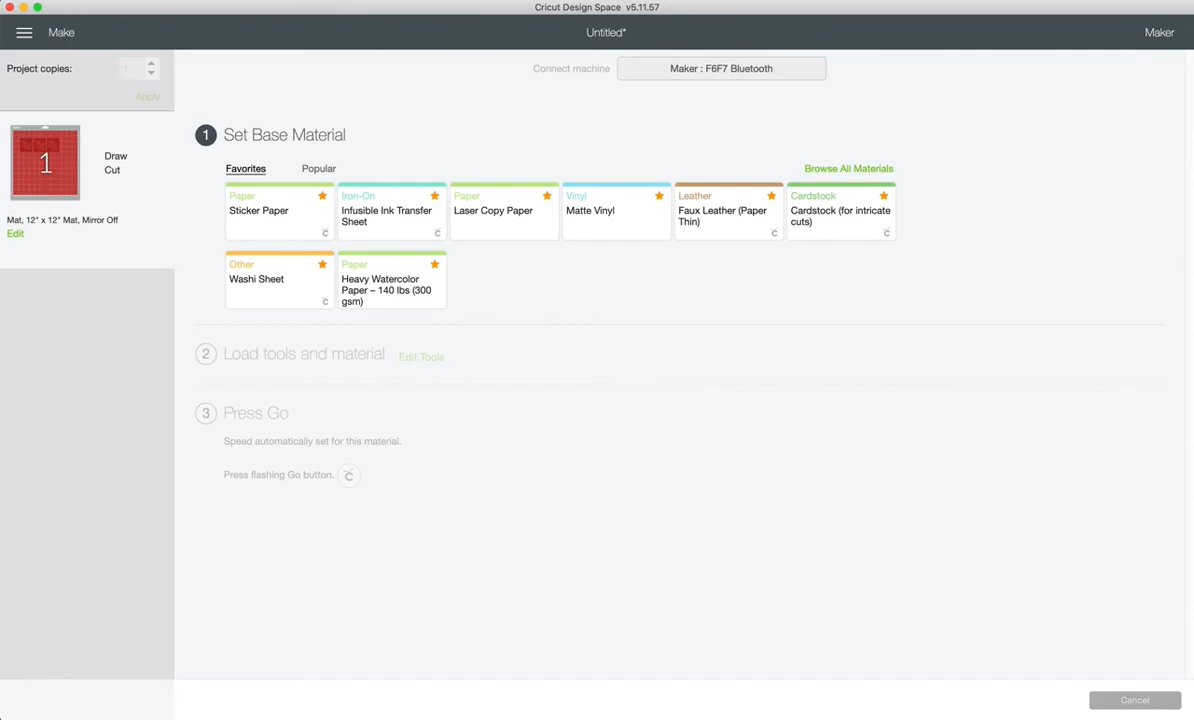 Cricut Design Space v5.11.57
Make
Untitled*
Maker
Project copies:
1
Apply
Connect machine
Maker : F6F7 Bluetooth
1
Draw
Cut
Mat, 12" x 12" Mat, Mirror Off
Edit
1 Set Base Material
Favorites
Popular
Browse All Materials
Paper
Sticker Paper
Iron-On
Infusible Ink Transfer
Sheet
Paper
Laser Copy Paper
Vinyl
Matte Vinyl
Leather
Faux Leather (Paper
Thin)
Cardstock
Cardstock (for intricate
cuts)
Other
Washi Sheet
Paper
Heavy Watercolor
Paper – 140 lbs (300
gsm)
2 Load tools and material
Edit Tools
3 Press Go
Speed automatically set for this material.
Press flashing Go button.
Cancel